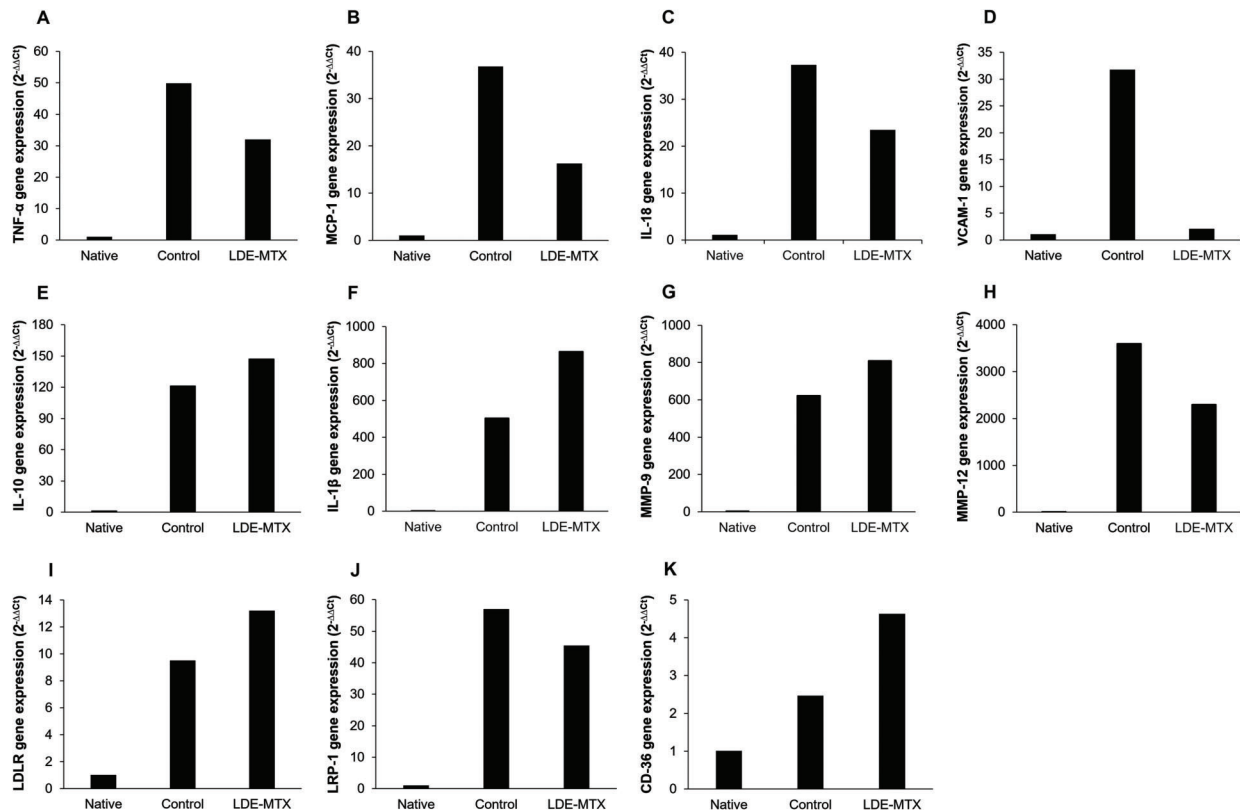 A
TNF-α gene expression (2-ΔΔCt)
60
50
40
30
20
10
0
Native Control LDE-MTX
B
MCP-1 gene expression (2-ΔΔCt)
40
30
20
10
0
Native Control LDE-MTX
C
IL-18 gene expression (2-ΔΔCt)
40
30
20
10
0
Native Control LDE-MTX
D
VCAM-1 gene expression (2-ΔΔCt)
35
30
25
20
15
10
5
0
Native Control LDE-MTX
E
IL-10 gene expression (2-ΔΔCt)
180
150
120
90
60
30
0
Native Control LDE-MTX
F
IL-1β gene expression (2-ΔΔCt)
1000
800
600
400
200
0
Native Control LDE-MTX
G
MMP-9 gene expression (2-ΔΔCt)
1000
800
600
400
200
0
Native Control LDE-MTX
H
MMP-12 gene expression (2-ΔΔCt)
4000
3000
2000
1000
0
Native Control LDE-MTX
I
LDLR gene expression (2-ΔΔCt)
14
12
10
8
6
4
2
0
Native Control LDE-MTX
J
LRP-1 gene expression (2-ΔΔCt)
60
50
40
30
20
10
0
Native Control LDE-MTX
K
CD-36 gene expression (2-ΔΔCt)
5
4
3
2
1
0
Native Control LDE-MTX